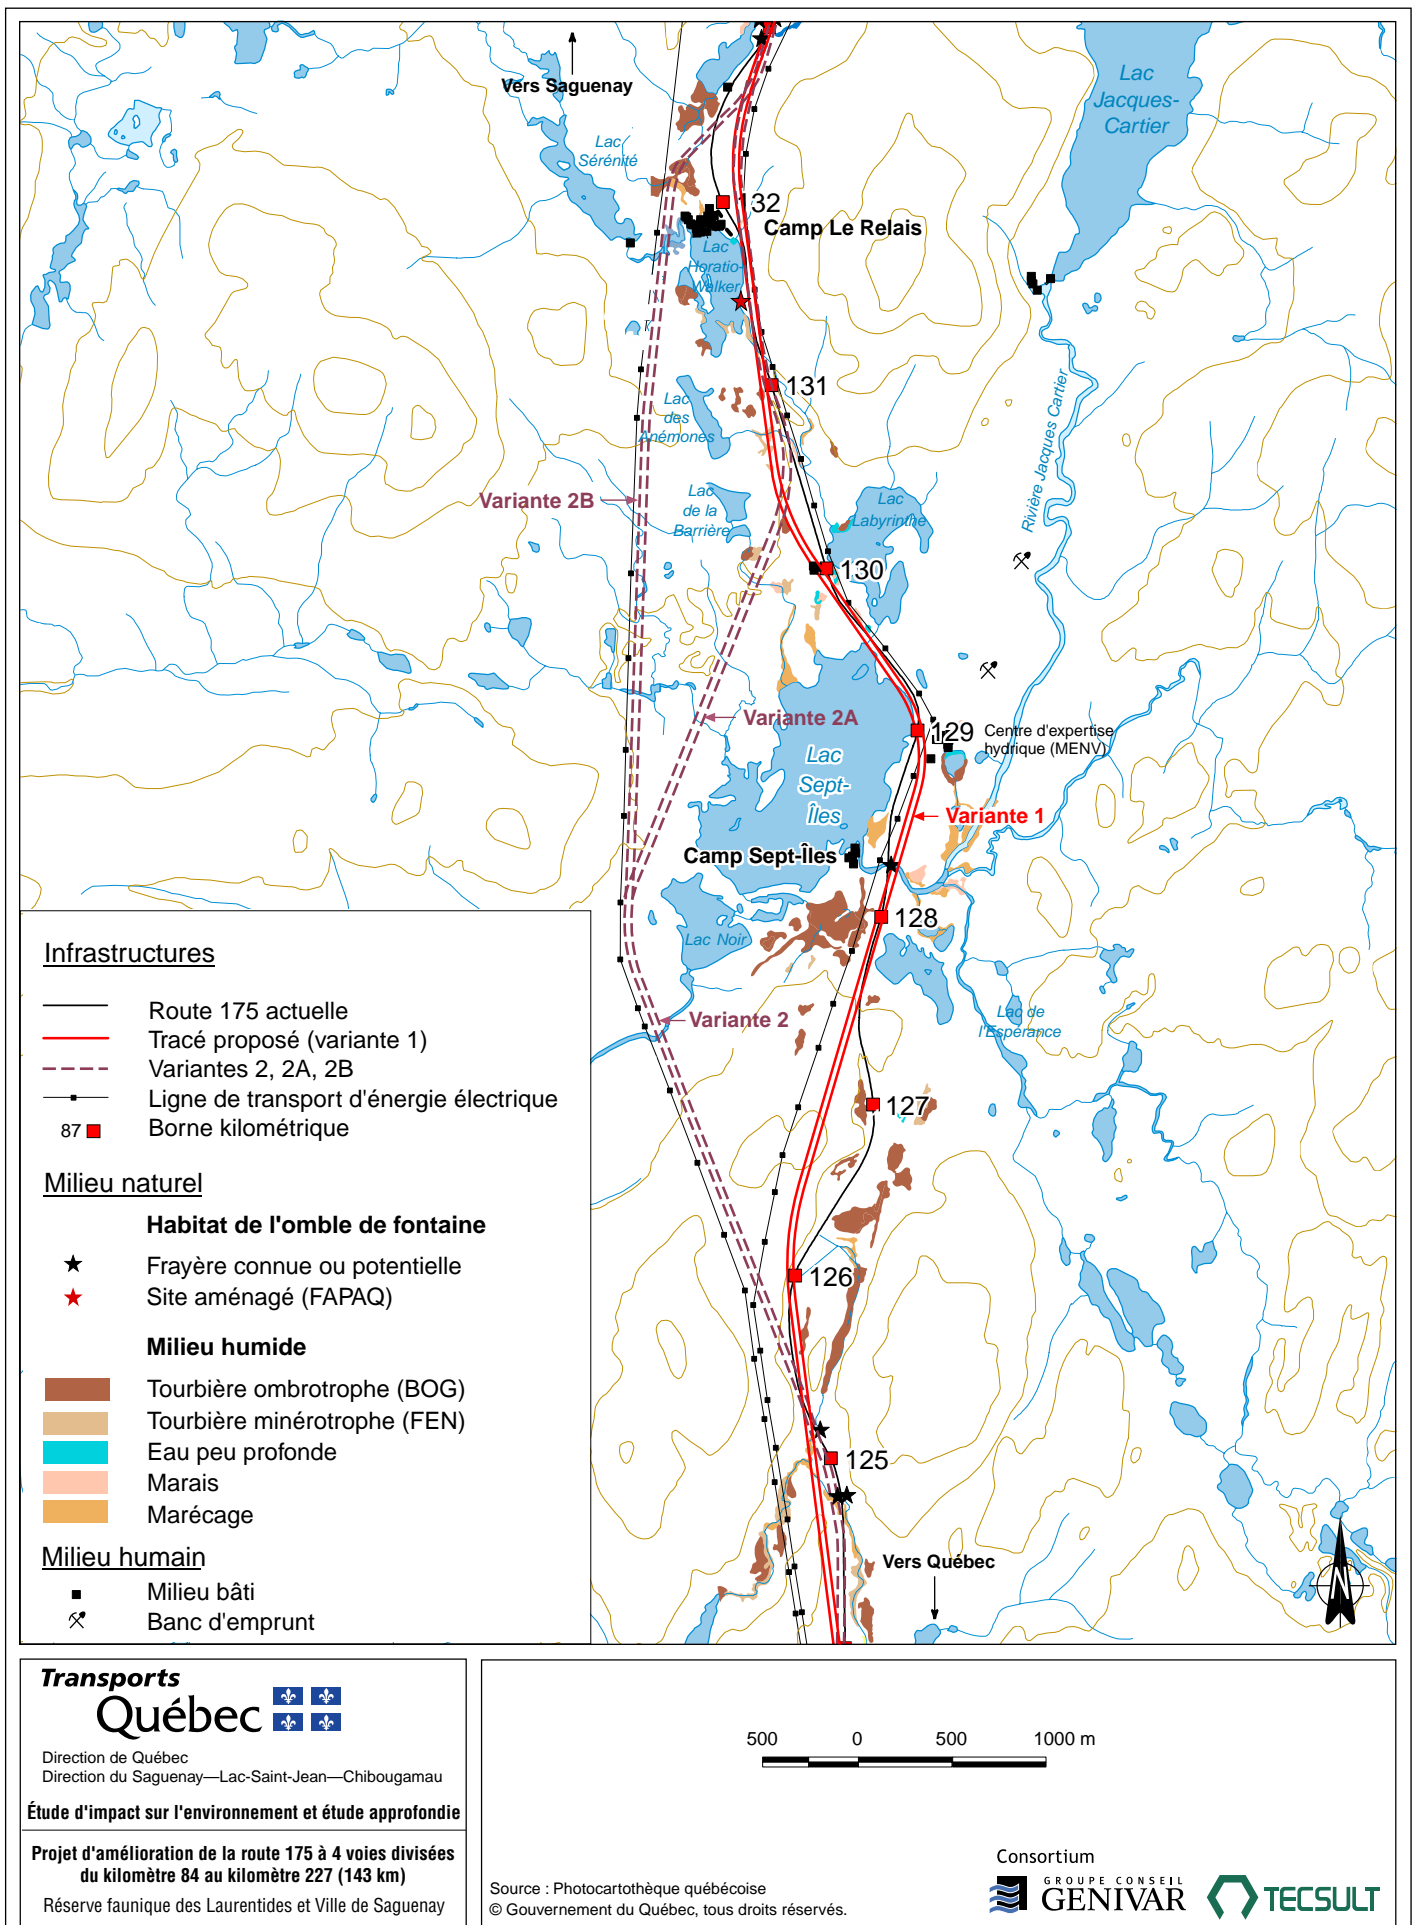 Vers Saguenay
Lac
Jacques-
Cartier
Lac
Sérénité
132
Camp Le Relais
Lac
Horatio-
Walker
131
Lac
des
Anémones
Rivière Jacques Cartier
Variante 2B
Lac
de la
Barrière
Lac
Labyrinthe
130
Variante 2A
129
Centre d'expertise
hydrique (MENV)
Lac
Sept-
Îles
Variante 1
Camp Sept-Îles
128
Lac Noir
Lac de
l'Espérance
Variante 2
127
126
125
Vers Québec
N
Infrastructures
Route 175 actuelle
Tracé proposé (variante 1)
Variantes 2, 2A, 2B
Ligne de transport d'énergie électrique
87 Borne kilométrique
Milieu naturel
Habitat de l'omble de fontaine
Frayère connue ou potentielle
Site aménagé (FAPAQ)
Milieu humide
Tourbière ombrotrophe (BOG)
Tourbière minérotrophe (FEN)
Eau peu profonde
Marais
Marécage
Milieu humain
Milieu bâti
Banc d'emprunt
Transports
Québec
Direction de Québec
Direction du Saguenay—Lac-Saint-Jean—Chibougamau
Étude d'impact sur l'environnement et étude approfondie
Projet d'amélioration de la route 175 à 4 voies divisées
du kilomètre 84 au kilomètre 227 (143 km)
Réserve faunique des Laurentides et Ville de Saguenay
500 0 500 1000 m
Source : Photocartothèque québécoise
© Gouvernement du Québec, tous droits réservés.
Consortium
GROUPE CONSEIL
GENIVAR
TECSULT